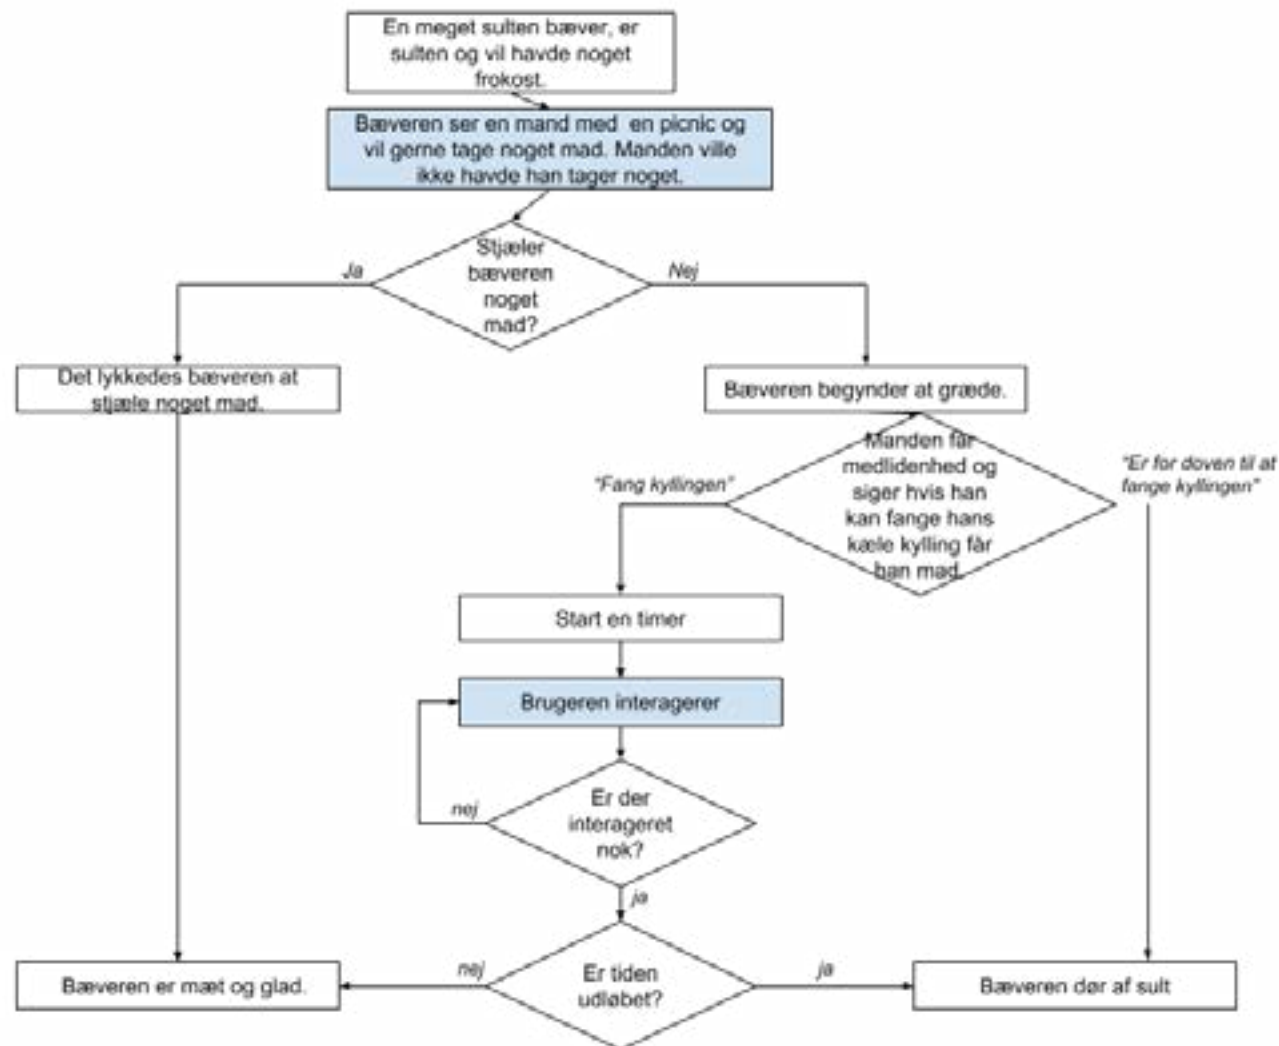 En meget sulten bæver, er
sulten og vil havde noget
frokost.
Bæveren ser en mand med en picnic og
vil gerne tage noget mad. Manden ville
ikke havde han tager noget.
Stjæler
bæveren
noget
mad?
Ja
Nej
Det lykkedes bæveren at
stjæle noget mad.
Bæveren begynder at græde.
Manden får
medlidenhed og
siger hvis han
kan fange hans
kæle kylling får
han mad.
"Fang kyllingen"
"Er for doven til at
fange kyllingen"
Start en timer
Brugeren interagerer
Er der
interageret
nok?
nej
ja
Er tiden
udløbet?
nej
ja
Bæveren er mæt og glad.
Bæveren dør af sult